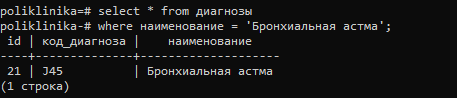 poliklinika=# select * from диагнозы
poliklinika-# where наименование = 'Бронхиальная астма';
 id | код_диагноза |    наименование
----+--------------+--------------------
 21 | J45          | Бронхиальная астма
(1 строка)